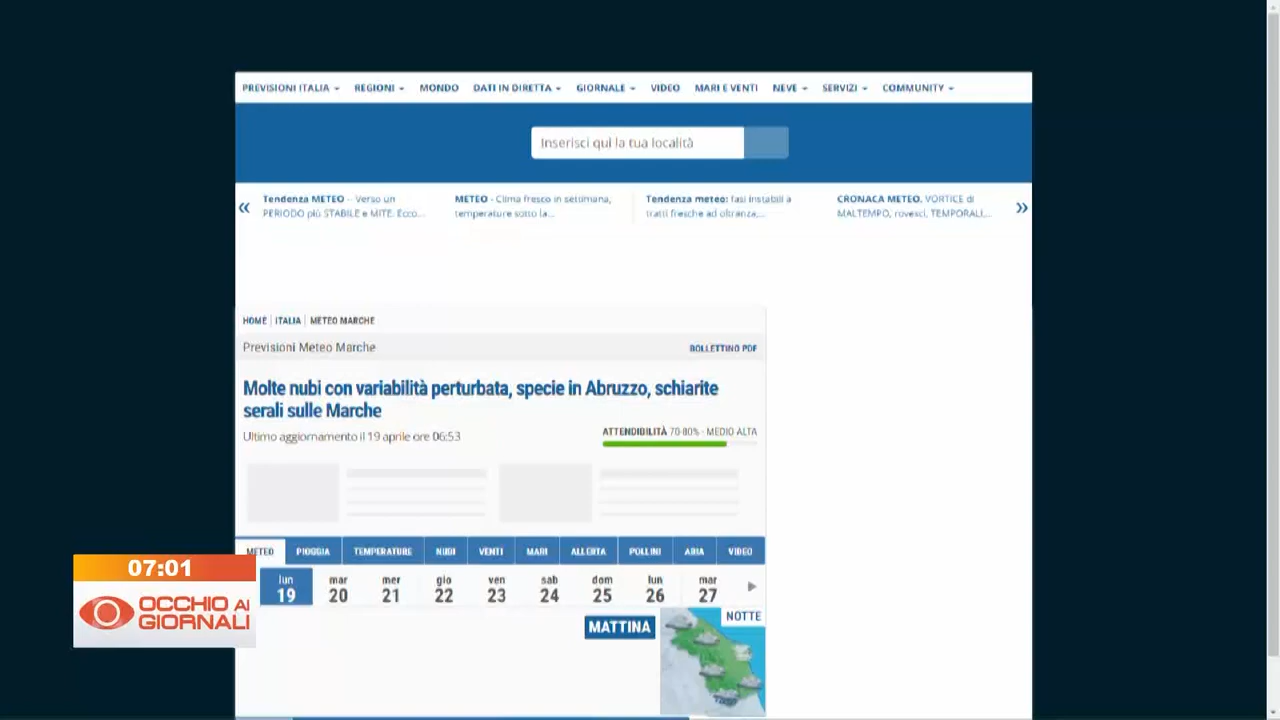 PREVISIONI ITALIA REGIONI MONDO DATI IN DIRETTA GIORNALE VIDEO MARI E VENTI NEVE SERVIZI COMMUNITY
Inserisci qui la tua località
Tendenza METEO - Verso un
PERIODO più STABILE e MITE. Ecco...
METEO - Clima fresco in settimana,
temperature sotto la...
Tendenza meteo: fasi instabili a
tratti fresche ad oltranza,...
CRONACA METEO. VORTICE di
MALTEMPO, rovesci, TEMPORALI,...
HOME ITALIA METEO MARCHE
Previsioni Meteo Marche
BOLLETTINO PDF
Molte nubi con variabilità perturbata, specie in Abruzzo, schiarite
serali sulle Marche
Ultimo aggiornamento il 19 aprile ore 06:53
ATTENDIBILITÀ 70-80% - MEDIO ALTA
METEO PIOGGIA TEMPERATURE NUBI VENTI MARI ALLERTA POLLINI ARIA VIDEO
lun mar mer gio ven sab dom lun mar
19 20 21 22 23 24 25 26 27
MATTINA
NOTTE
07:01
OCCHIO AI
GIORNALI